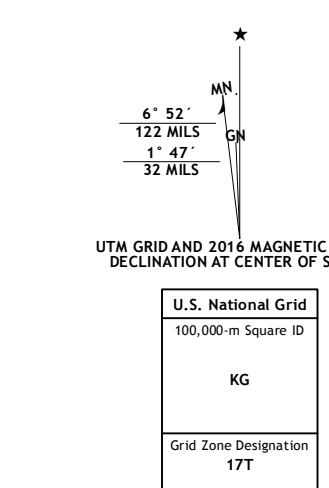 ★
MN
6° 52´
122 MILS
GN
1° 47´
32 MILS
UTM GRID AND 2016 MAGNETIC
DECLINATION AT CENTER OF S
U.S. National Grid
100,000-m Square ID
KG
Grid Zone Designation
17T